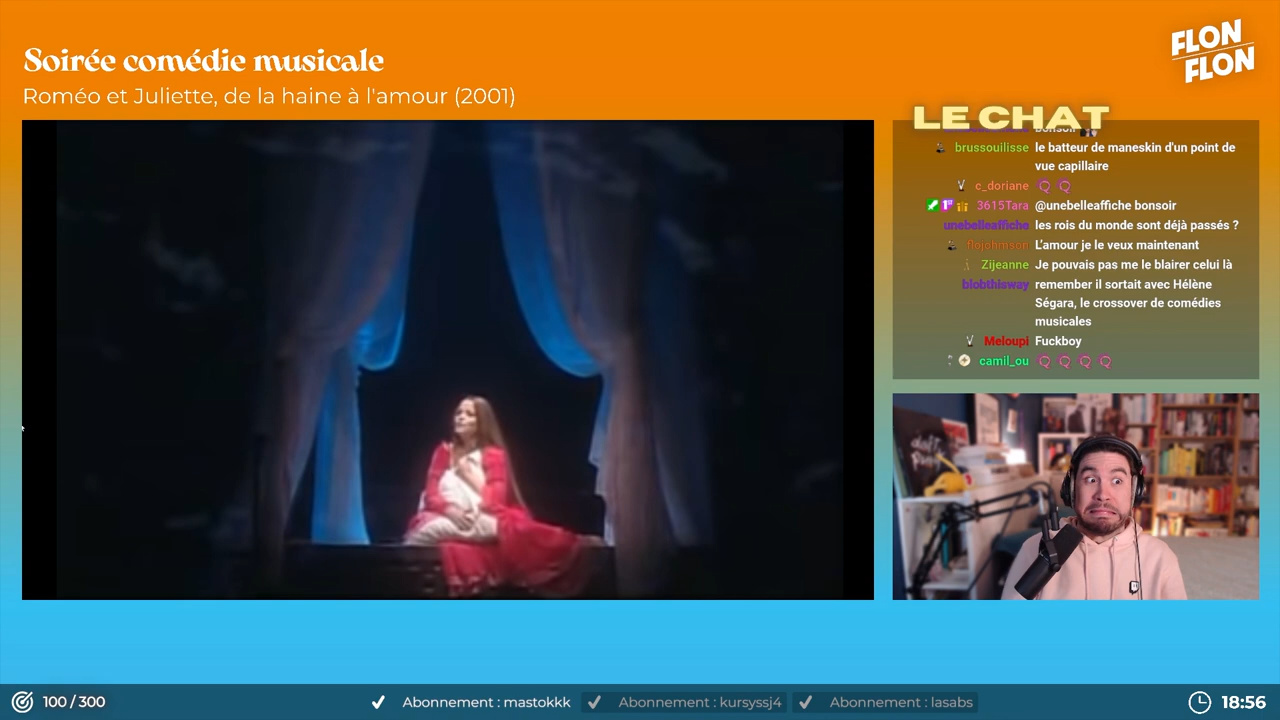 Soirée comédie musicale
Roméo et Juliette, de la haine à l'amour (2001)
FLON
FLON
LE CHAT
bonsoir
brussouilisse le batteur de maneskin d'un point de
vue capillaire
c_doriane
3615Tara @unebelleaffiche bonsoir
unebelleaffiche les rois du monde sont déjà passés ?
flojohnson L'amour je le veux maintenant
Zijeanne Je pouvais pas me le blairer celui là
blobthisway remember il sortait avec Hélène
Ségara, le crossover de comédies
musicales
Meloupi Fuckboy
camil_ou
100 / 300
Abonnement : mastokkk
Abonnement : kursyssj4
Abonnement : lasabs
18:56